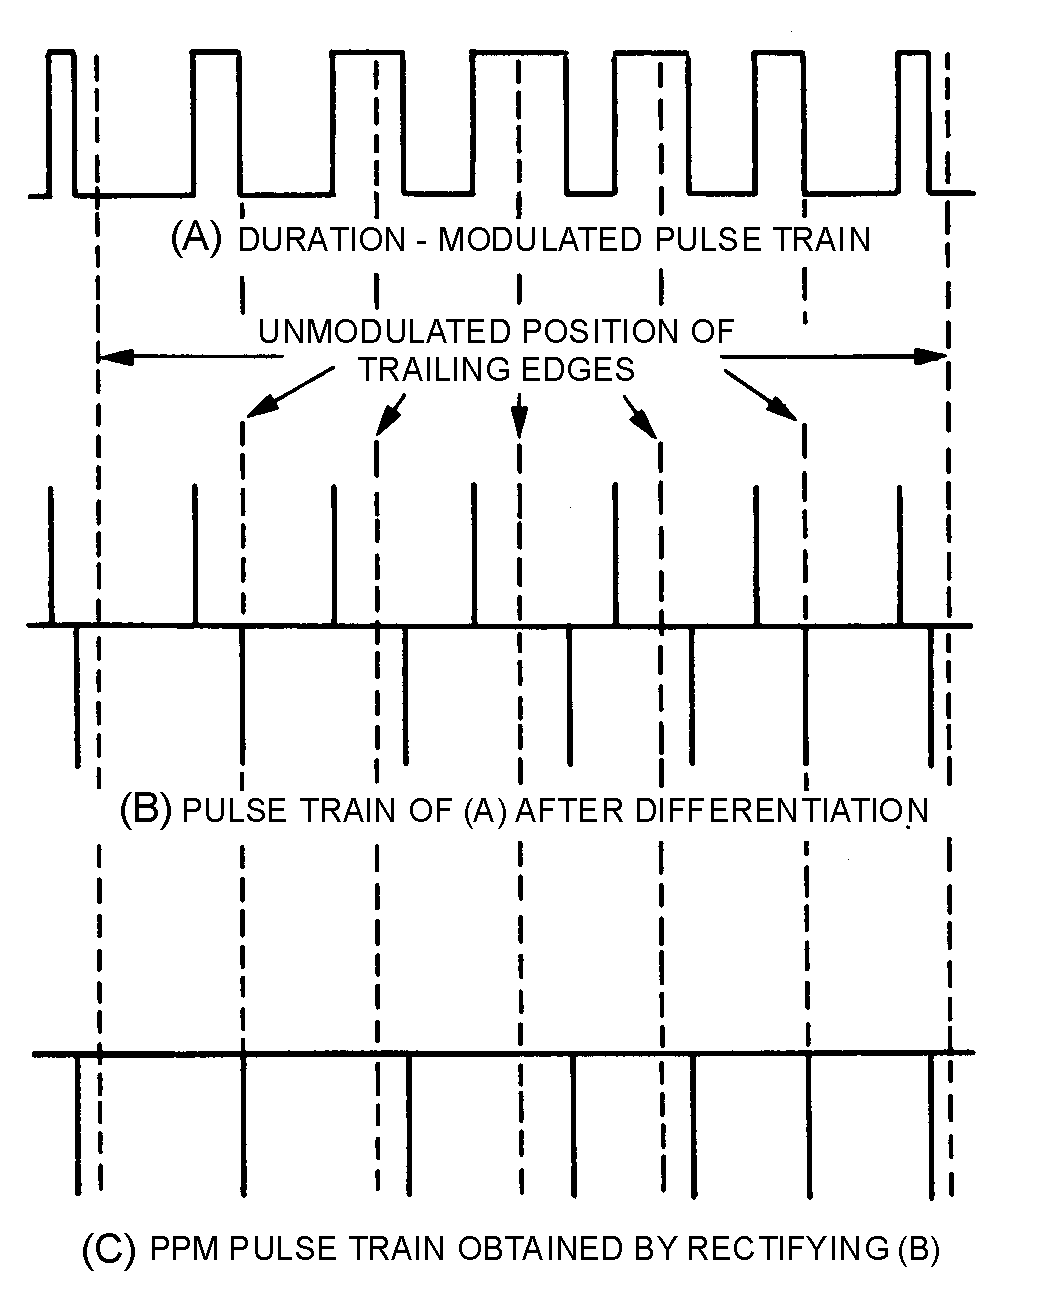 (A) DURATION - MODULATED PULSE TRAIN
UNMODULATED POSITION OF
TRAILING EDGES
(B) PULSE TRAIN OF (A) AFTER DIFFERENTIATION
(C) PPM PULSE TRAIN OBTAINED BY RECTIFYING (B)